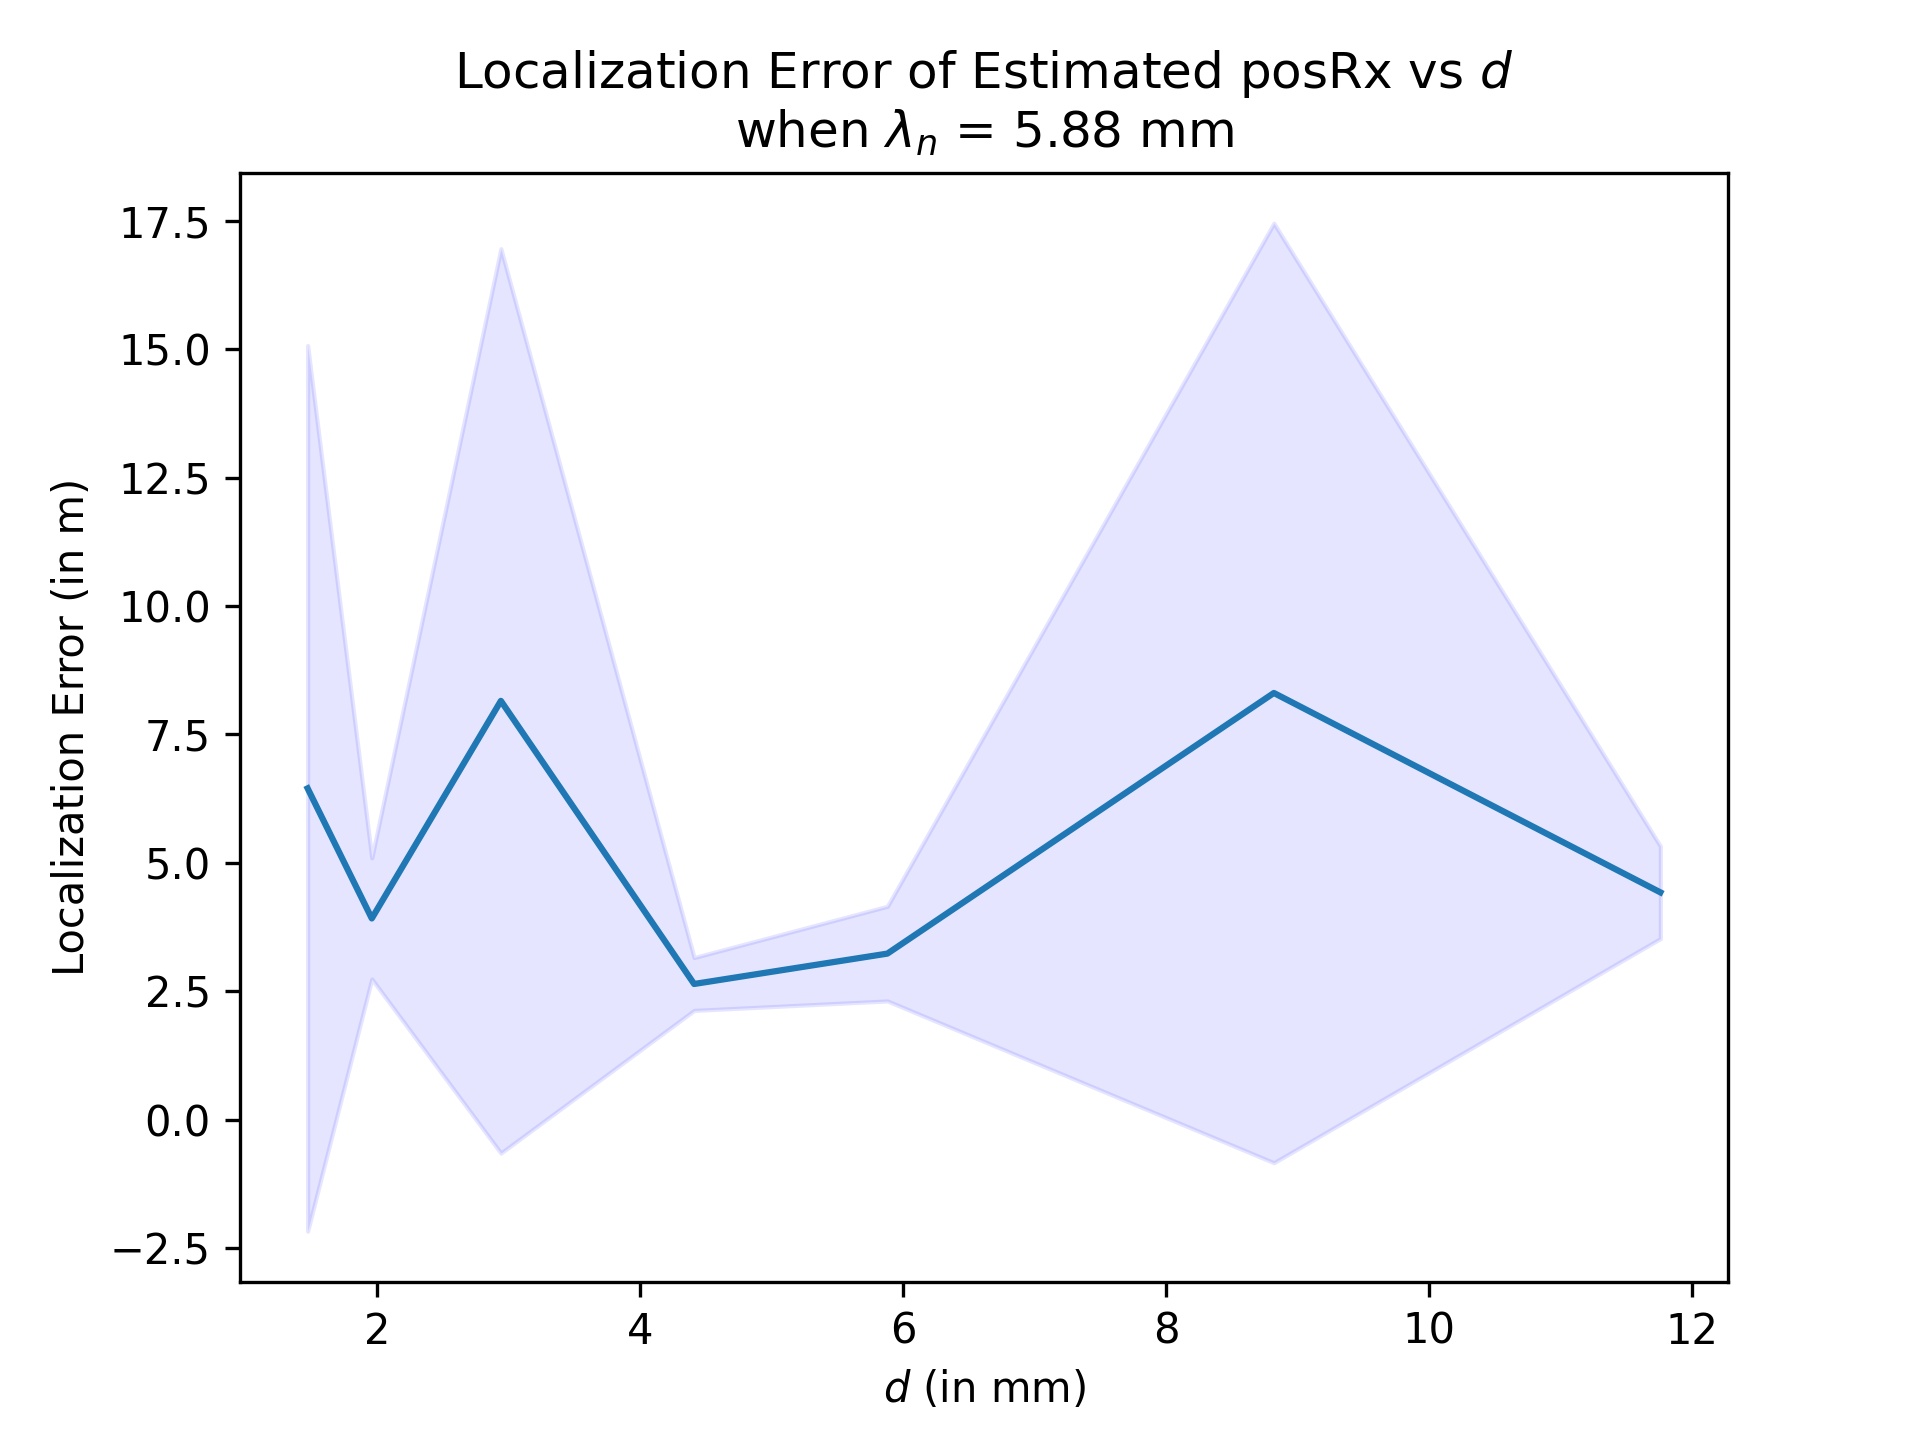 Localization Error of Estimated posRx vs d
when λₙ = 5.88 mm
Localization Error (in m)
17.5
15.0
12.5
10.0
7.5
5.0
2.5
0.0
−2.5
2 4 6 8 10 12
d (in mm)